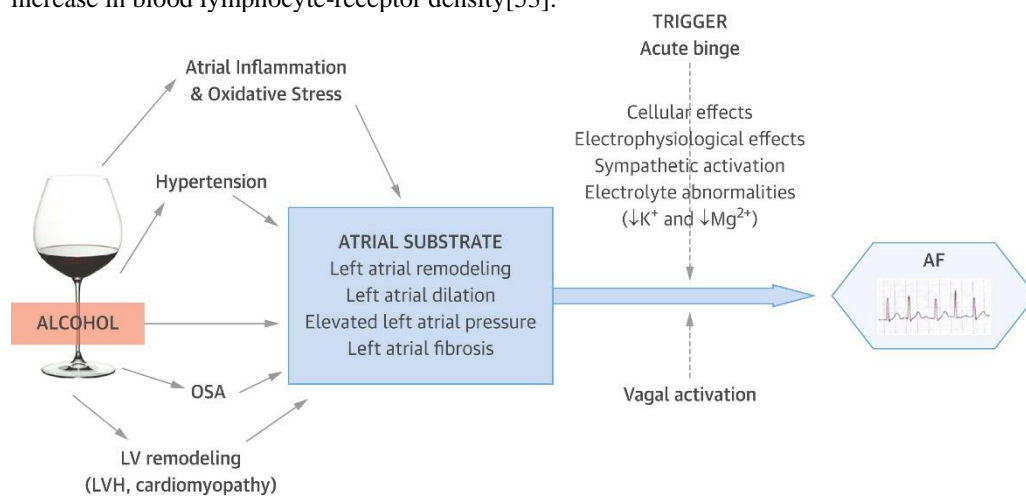 increase in blood lymphocyte-receptor density[53].
TRIGGER
Acute binge
Atrial Inflammation
& Oxidative Stress
Cellular effects
Electrophysiological effects
Sympathetic activation
Electrolyte abnormalities
(↓K⁺ and ↓Mg²⁺)
Hypertension
ATRIAL SUBSTRATE
Left atrial remodeling
Left atrial dilation
Elevated left atrial pressure
Left atrial fibrosis
AF
ALCOHOL
OSA
Vagal activation
LV remodeling
(LVH, cardiomyopathy)